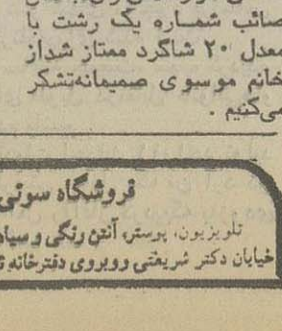 صائب شماره یک رشت با
معدل ۲۰ شاگرد ممتاز شداز
خانم موسوی صمیمانه‌تشکر
می‌کنیم .
فروشگاه سونی
تلویزیون، پوستر، آنتن رنگی و سیاه
خیابان دکتر شریعتی روبروی دفترخانه